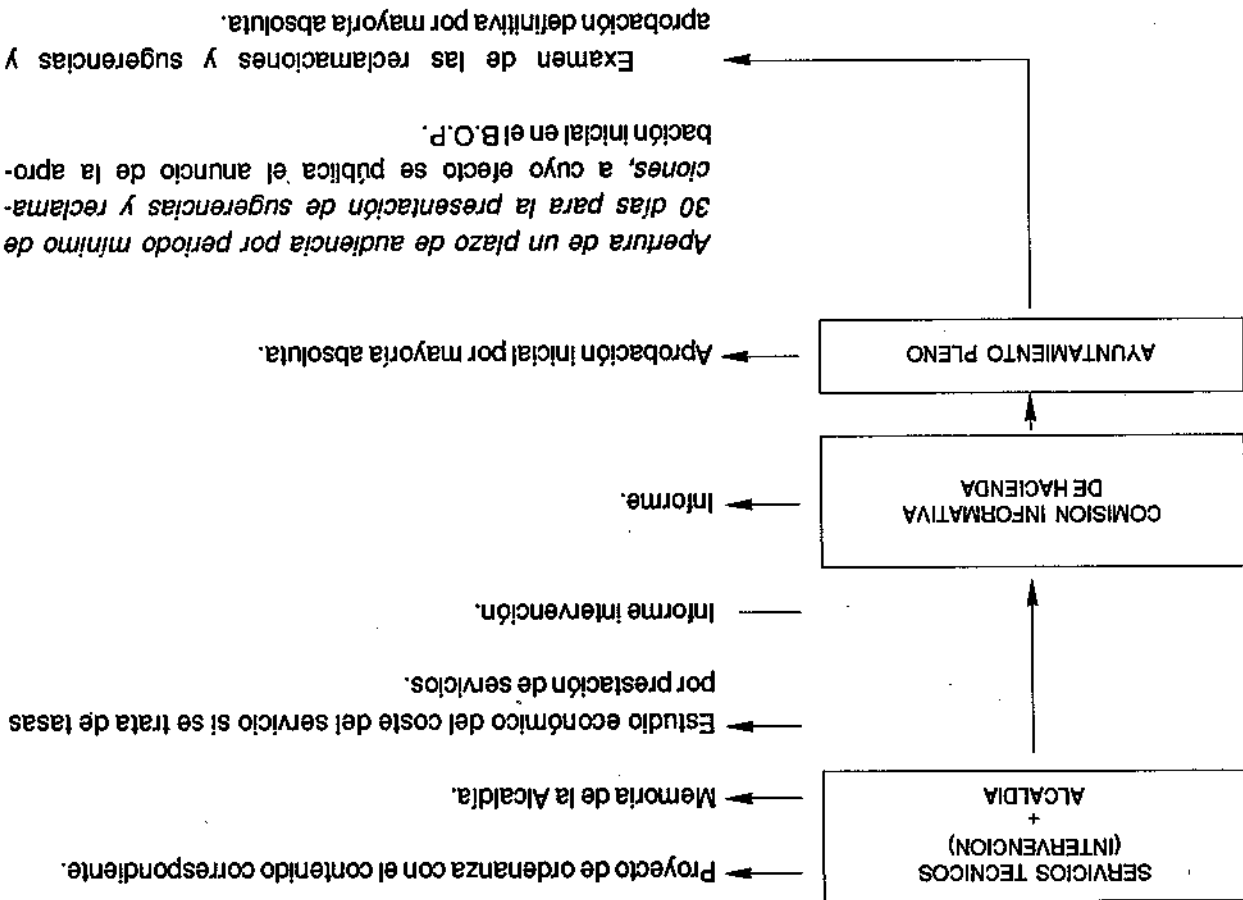 SERVICIOS TECNICOS
(INTERVENCION)
+
ALCALDIA
Proyecto de ordenanza con el contenido correspondiente.
Memoria de la Alcaldía.
Estudio económico del coste del servicio si se trata de tasas
por prestación de servicios.
Informe intervención.
COMISION INFORMATIVA
DE HACIENDA
Informe.
AYUNTAMIENTO PLENO
Aprobación inicial por mayoría absoluta.
Apertura de un plazo de audiencia por periodo mínimo de
30 días para la presentación de sugerencias y reclama-
ciones, a cuyo efecto se pública el anuncio de la apro-
bación inicial en el B.O.P.
Examen de las reclamaciones y sugerencias y
aprobación definitiva por mayoría absoluta.